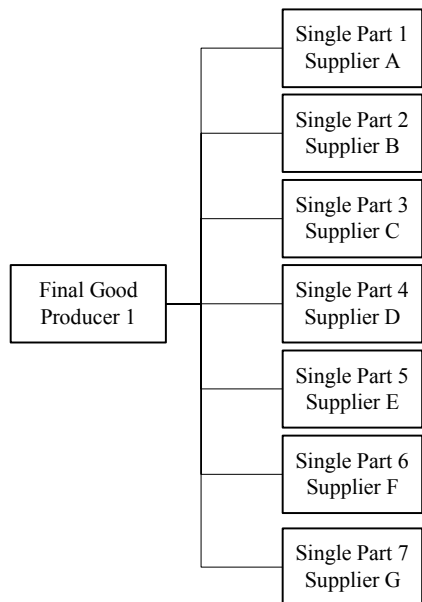 Single Part 1
Supplier A
Single Part 2
Supplier B
Single Part 3
Supplier C
Final Good
Producer 1
Single Part 4
Supplier D
Single Part 5
Supplier E
Single Part 6
Supplier F
Single Part 7
Supplier G